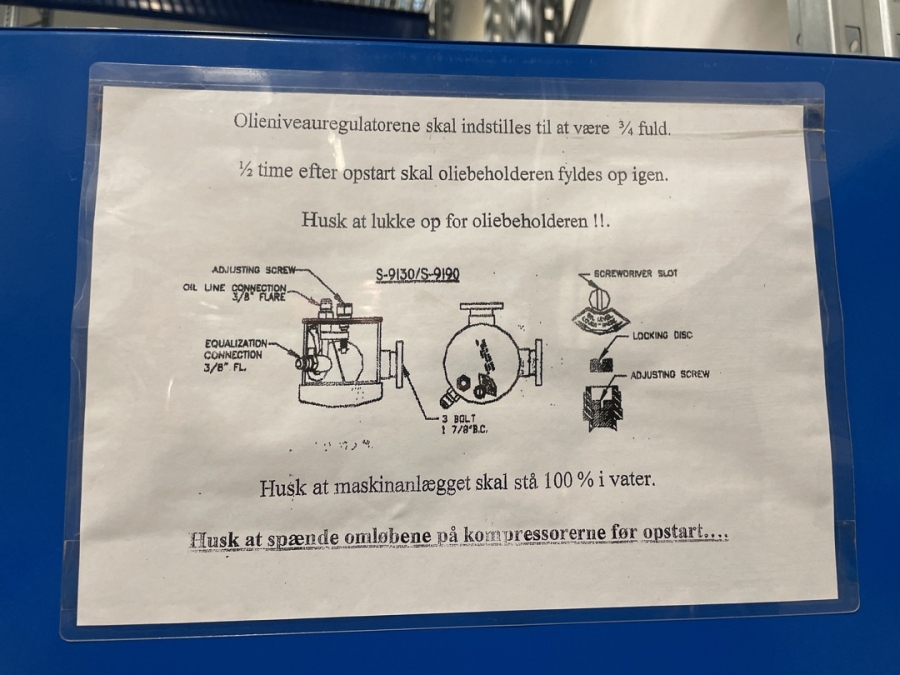 Olieniveauregulatorene skal indstilles til at være ¾ fuld.
½ time efter opstart skal oliebeholderen fyldes op igen.
Husk at lukke op for oliebeholderen !!.
S-9130/S-9190
ADJUSTING SCREW
OIL LINE CONNECTION
3/8" FLARE
EQUALIZATION
CONNECTION
3/8" FL.
3 BOLT
1 7/8"B.C.
SCREWDRIVER SLOT
OIL LEVEL
LOCKING DISC
ADJUSTING SCREW
Husk at maskinanlægget skal stå 100 % i vater.
Husk at spænde omløbene på kompressorerne før opstart....